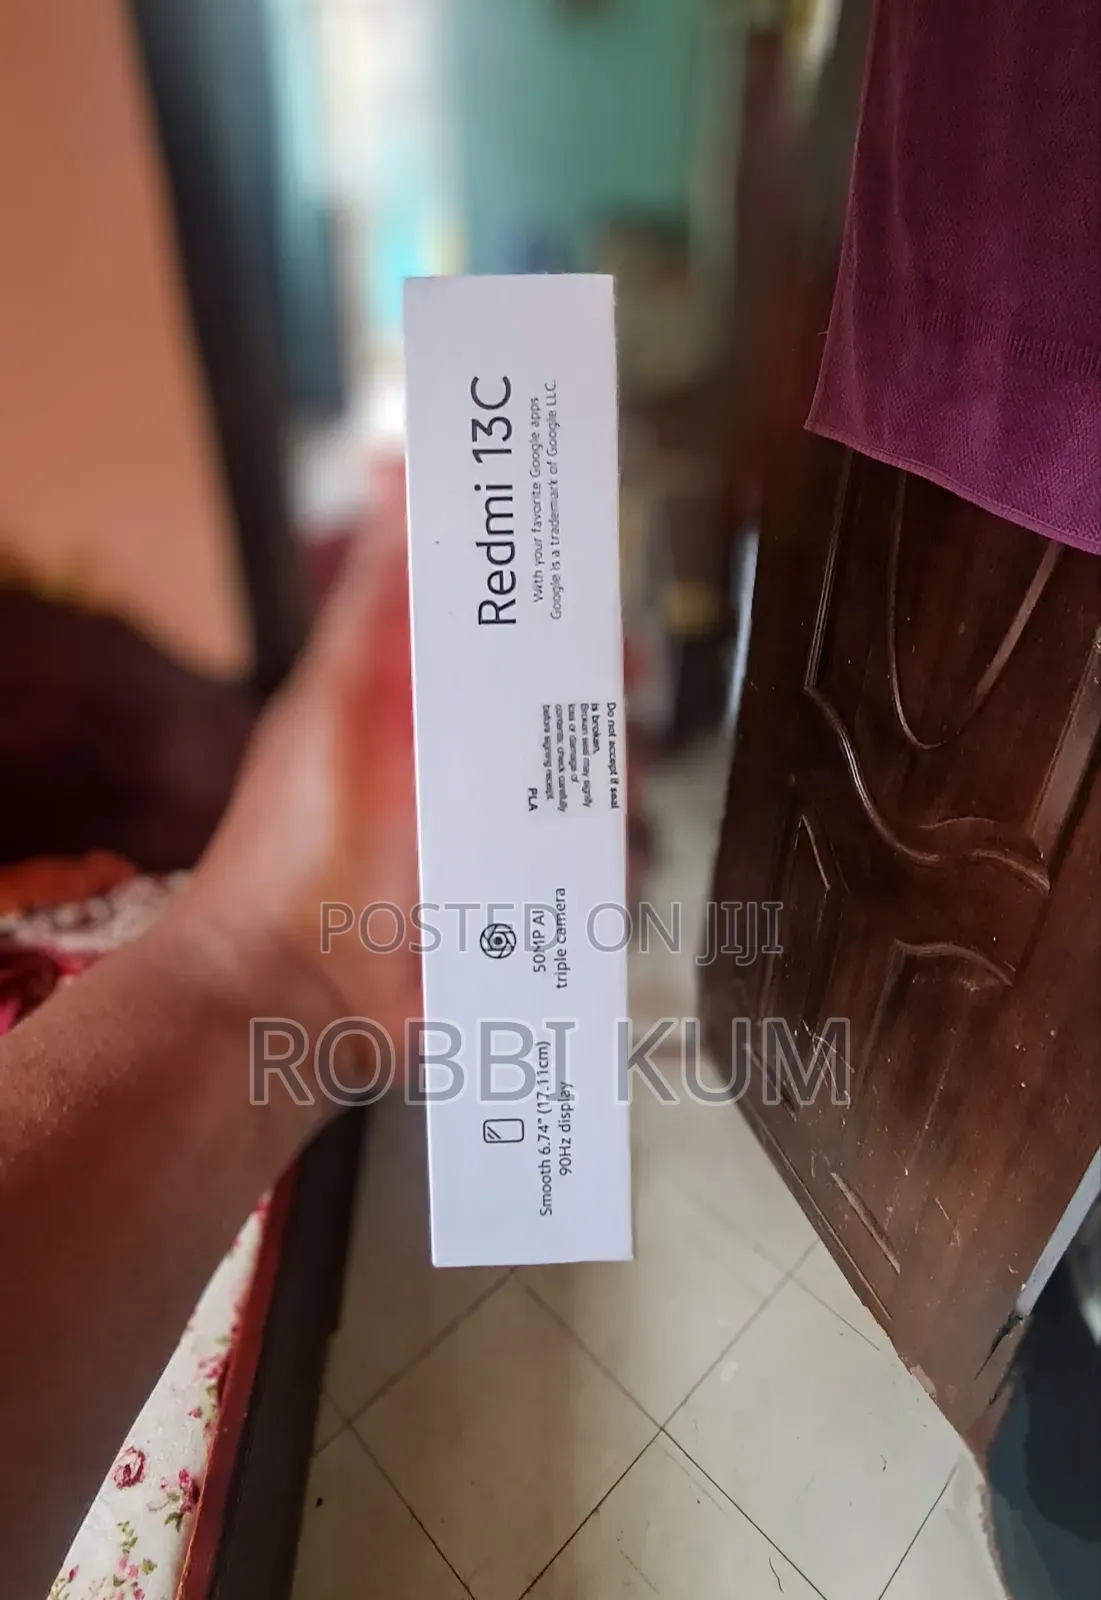 Redmi 13C
With your favorite Google apps
Google is a trademark of Google LLC.
Do not accept if seal
is broken.
Broken seal may signify
loss or damage of
contents, check carefully
before signing receipt.
PLA
50MP AI
triple camera
Smooth 6.74" (17.11cm)
90Hz display
POSTED ON JIJI
ROBBI KUM